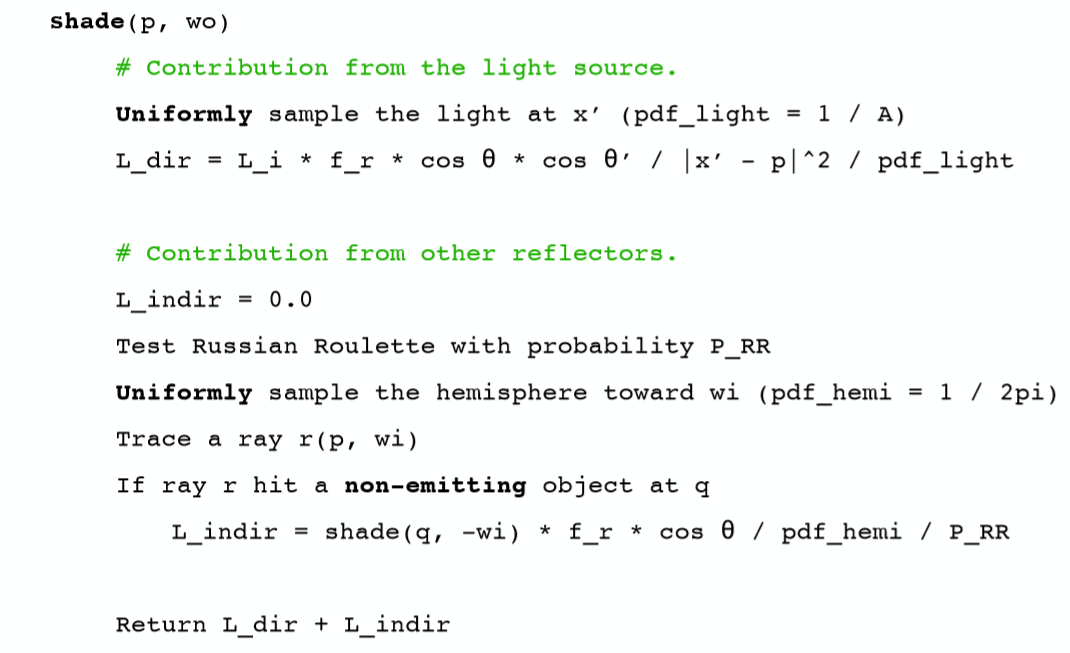 shade(p, wo)
# Contribution from the light source.
Uniformly sample the light at x′ (pdf_light = 1 / A)
L_dir = L_i * f_r * cos θ * cos θ′ / |x′ - p|^2 / pdf_light
# Contribution from other reflectors.
L_indir = 0.0
Test Russian Roulette with probability P_RR
Uniformly sample the hemisphere toward wi (pdf_hemi = 1 / 2pi)
Trace a ray r(p, wi)
If ray r hit a non-emitting object at q
L_indir = shade(q, -wi) * f_r * cos θ / pdf_hemi / P_RR
Return L_dir + L_indir